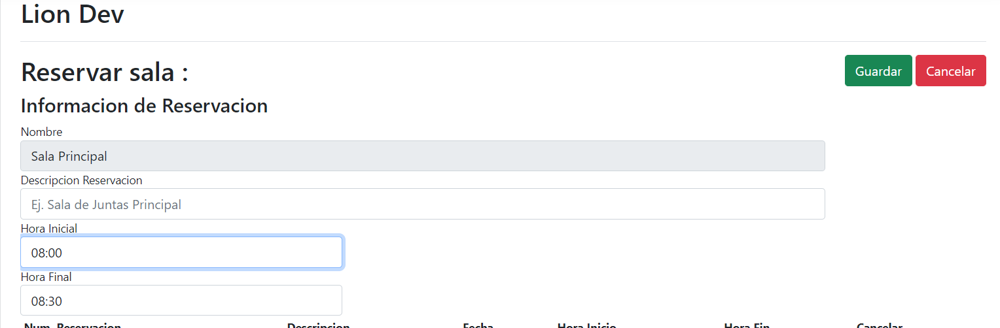 Lion Dev
Reservar sala :
Guardar
Cancelar
Informacion de Reservacion
Nombre
Sala Principal
Descripcion Reservacion
Ej. Sala de Juntas Principal
Hora Inicial
08:00
Hora Final
08:30
Num. Reservacion Descripcion Fecha Hora Inicio Hora Fin Cancelar